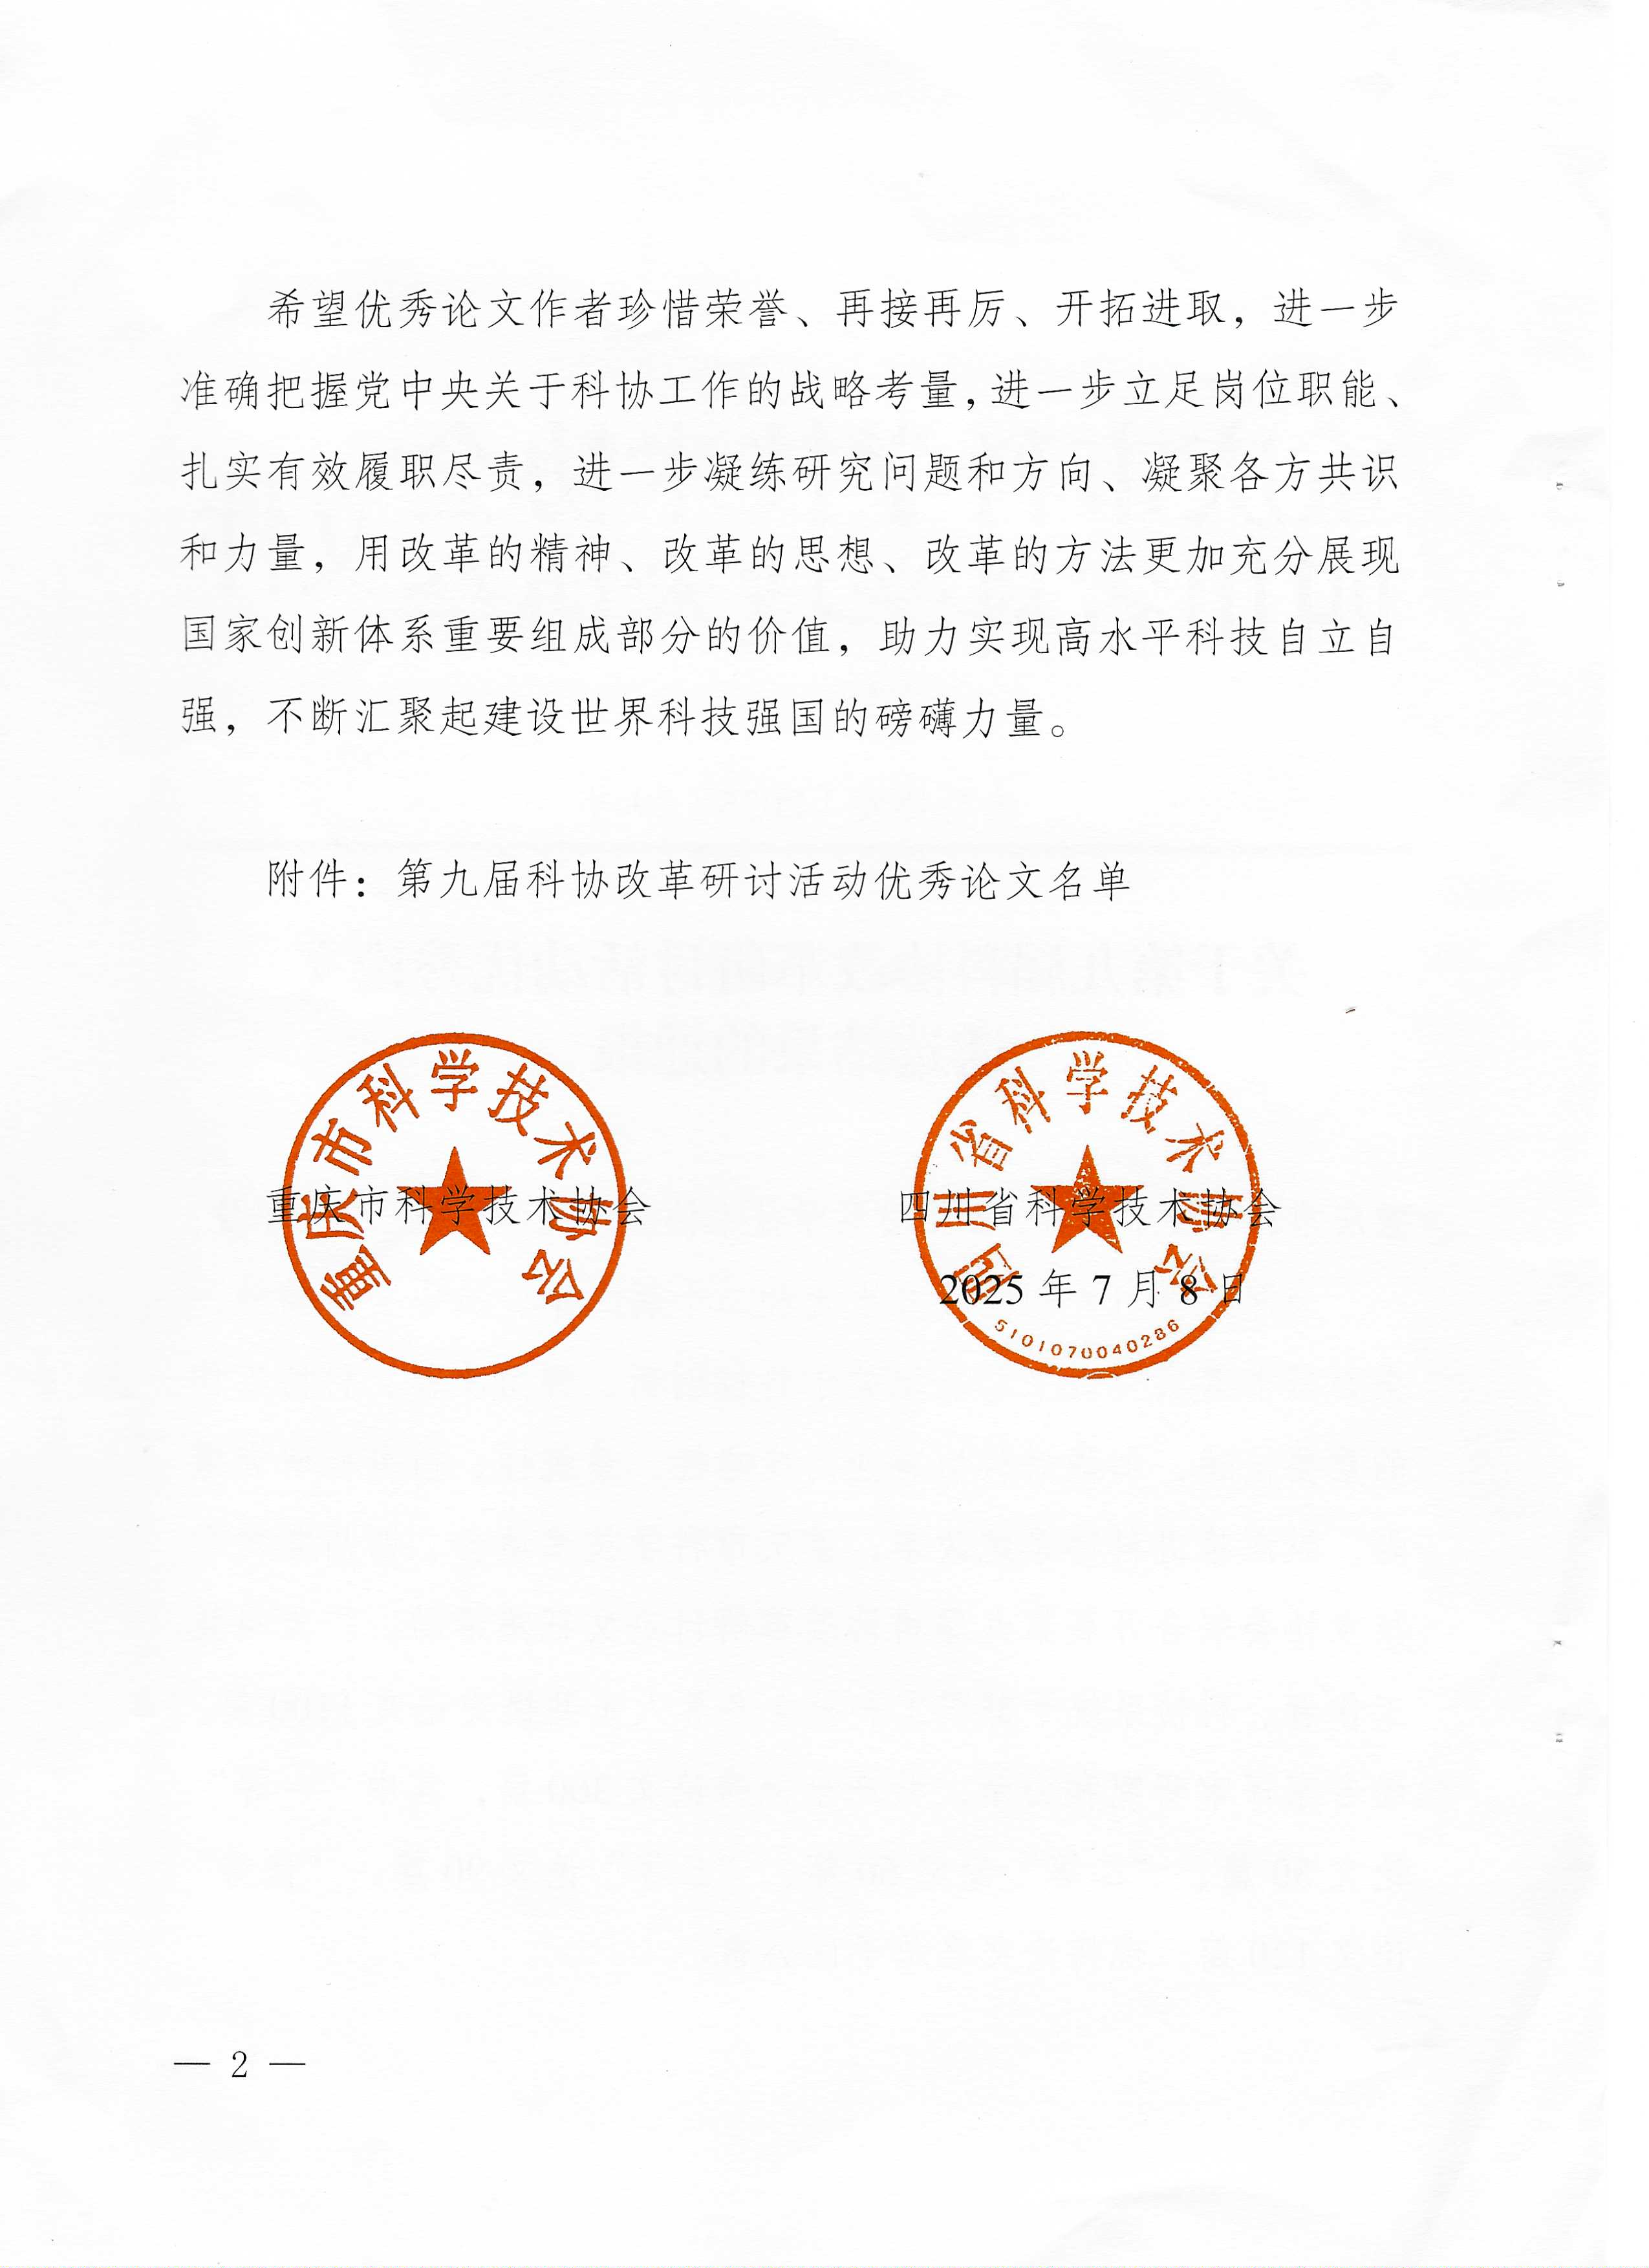 希望优秀论文作者珍惜荣誉、再接再厉、开拓进取，进一步
准确把握党中央关于科协工作的战略考量，进一步立足岗位职能、
扎实有效履职尽责，进一步凝练研究问题和方向、凝聚各方共识
和力量，用改革的精神、改革的思想、改革的方法更加充分展现
国家创新体系重要组成部分的价值，助力实现高水平科技自立自
强，不断汇聚起建设世界科技强国的磅礴力量。
附件：第九届科协改革研讨活动优秀论文名单
重庆市科学技术协会
重庆市科学技术协会
四川省科学技术协会
四川省科学技术协会
2025 年 7 月 8 日
5101070040286
— 2 —